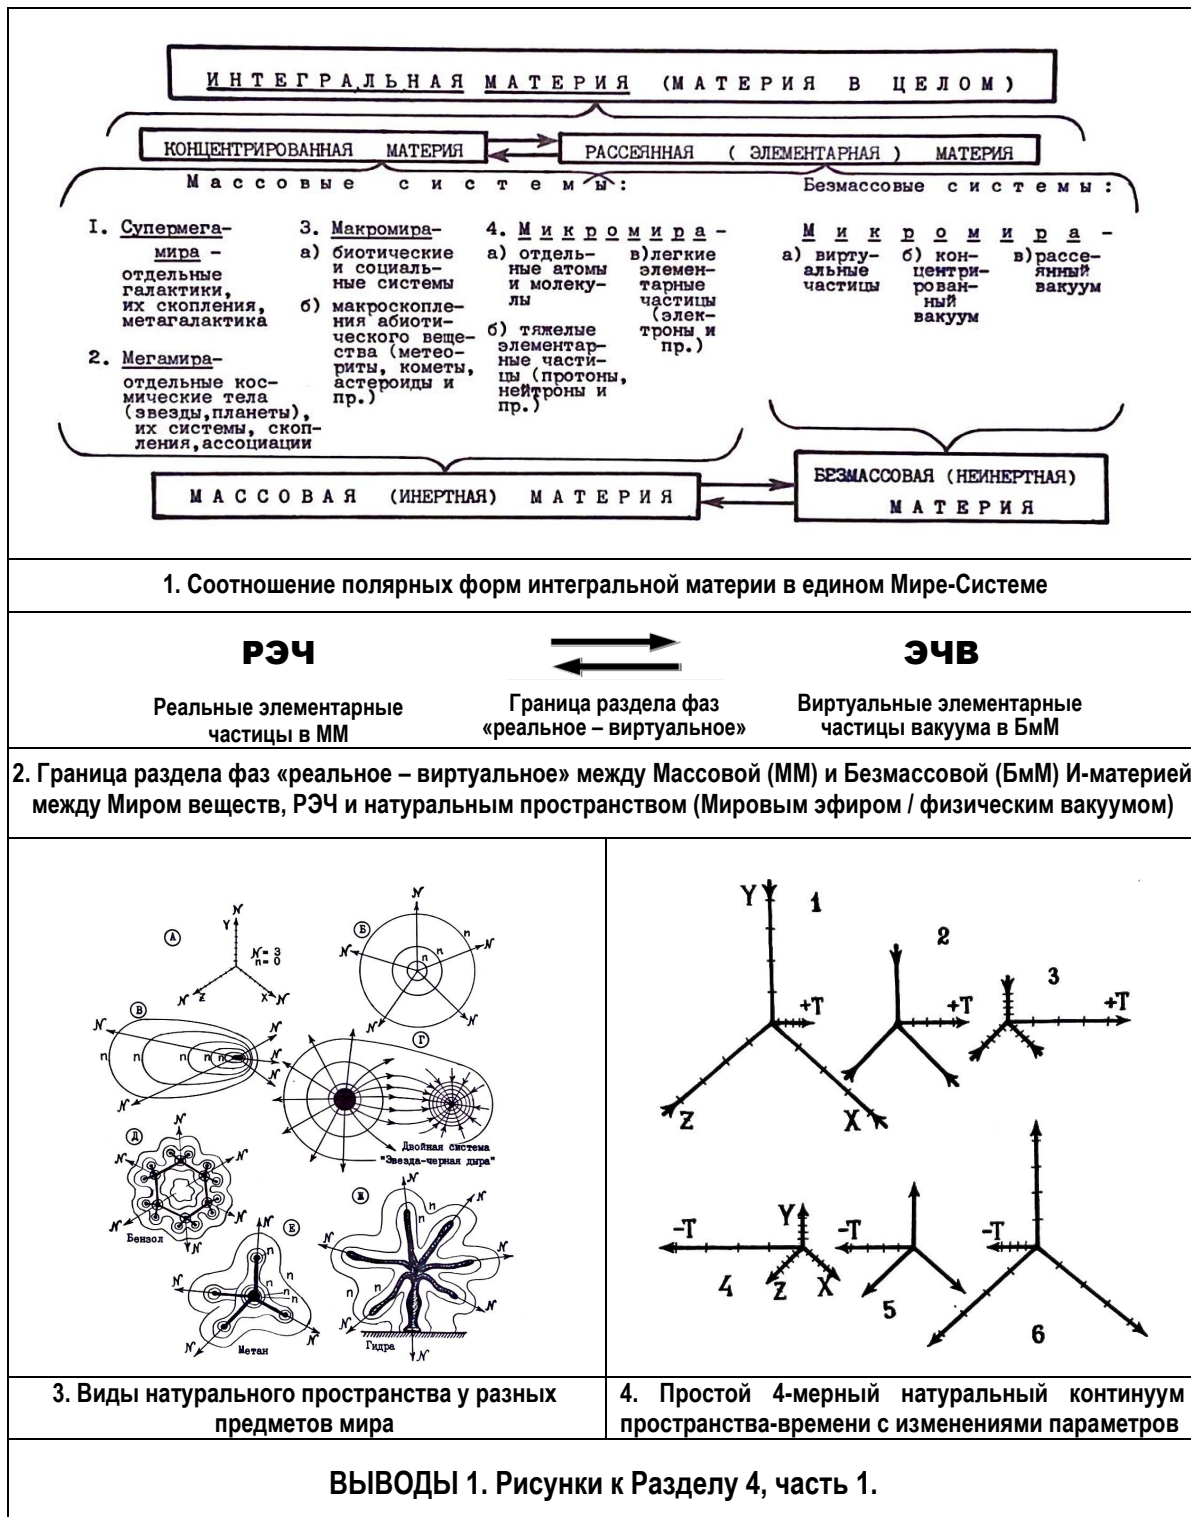 ИНТЕГРАЛЬНАЯ МАТЕРИЯ (МАТЕРИЯ В ЦЕЛОМ)
КОНЦЕНТРИРОВАННАЯ МАТЕРИЯ
РАССЕЯННАЯ (ЭЛЕМЕНТАРНАЯ) МАТЕРИЯ
Массовые системы:
Безмассовые системы:
I. Супермега-
мира -
отдельные
галактики,
их скопления,
метагалактика
2. Мегамира-
отдельные кос-
мические тела
(звезды,планеты),
их системы, скоп-
ления,ассоциации
3. Макромира-
а) биотические
и социаль-
ные системы
б) макроскопле-
ния абиоти-
ческого веще-
ства (метео-
риты, кометы,
астероиды и
пр.)
4. Микромира-
а) отдель-
ные атомы
и молеку-
лы
б) тяжелые
элементар-
ные части-
цы (протоны,
нейтроны и
пр.)
в)легкие
элемен-
тарные
частицы
(элек-
троны и
пр.)
Микромира-
а) вирту-
альные
частицы
б) кон-
центри-
рован-
ный
вакуум
в)рассе-
янный
вакуум
МАССОВАЯ (ИНЕРТНАЯ) МАТЕРИЯ
БЕЗМАССОВАЯ (НЕИНЕРТНАЯ)
МАТЕРИЯ
1. Соотношение полярных форм интегральной материи в едином Мире-Системе
РЭЧ
ЭЧВ
Реальные элементарные
частицы в ММ
Граница раздела фаз
«реальное – виртуальное»
Виртуальные элементарные
частицы вакуума в БмМ
2. Граница раздела фаз «реальное – виртуальное» между Массовой (ММ) и Безмассовой (БмМ) И-материей
между Миром веществ, РЭЧ и натуральным пространством (Мировым эфиром / физическим вакуумом)
А
N
Y
N = 3
n = 0
N Z
X N
Б
N
N
N
N
N
n
n
В
N
N
N
N
N
n
n
n
n
Г
Двойная система
"Звезда-черная дыра"
Д
N
N
N
N
N
N
Бензол
Е
N
N
N
N
n
n
n
n
Метан
Ж
N
N
N
N
N
N
N
n
n
n
Гидра
Y
1
+T
Z
X
2
+T
3
+T
-T
Y
4
Z
X
-T
5
-T
6
3. Виды натурального пространства у разных
предметов мира
4. Простой 4-мерный натуральный континуум
пространства-времени с изменениями параметров
ВЫВОДЫ 1. Рисунки к Разделу 4, часть 1.